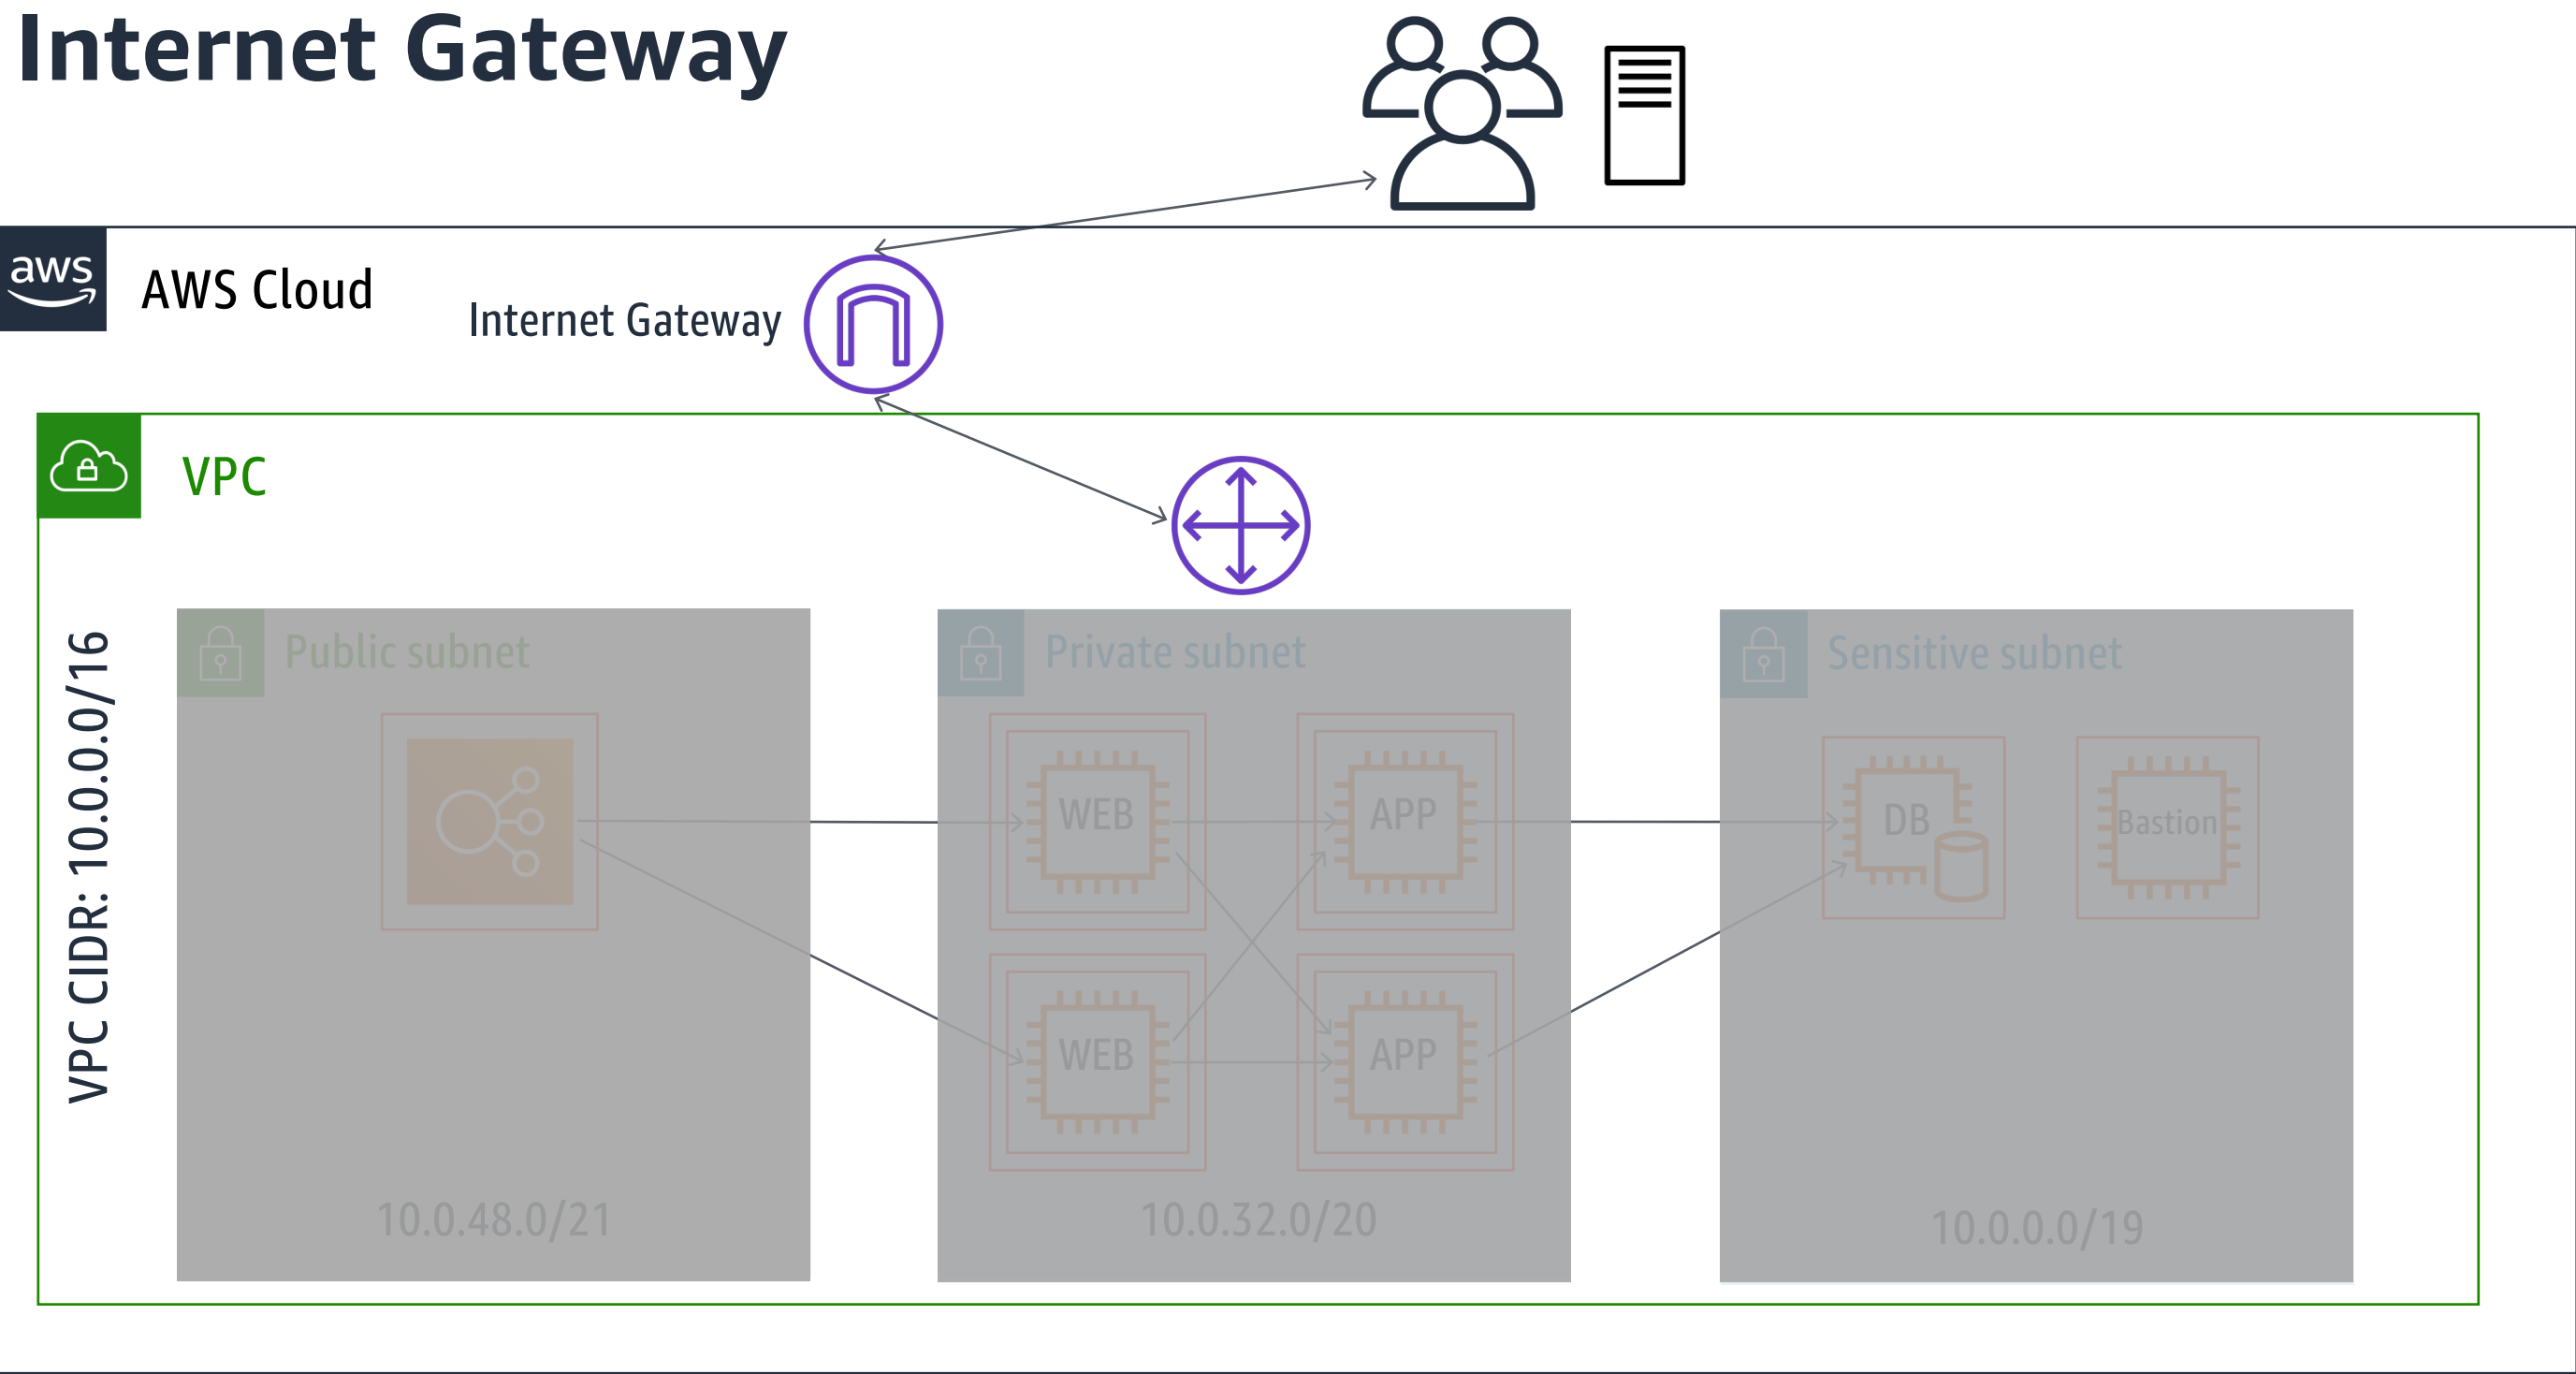 Internet Gateway
aws
AWS Cloud
Internet Gateway
VPC
VPC CIDR: 10.0.0.0/16
Public subnet
Private subnet
Sensitive subnet
WEB
APP
DB
Bastion
WEB
APP
10.0.48.0/21
10.0.32.0/20
10.0.0.0/19